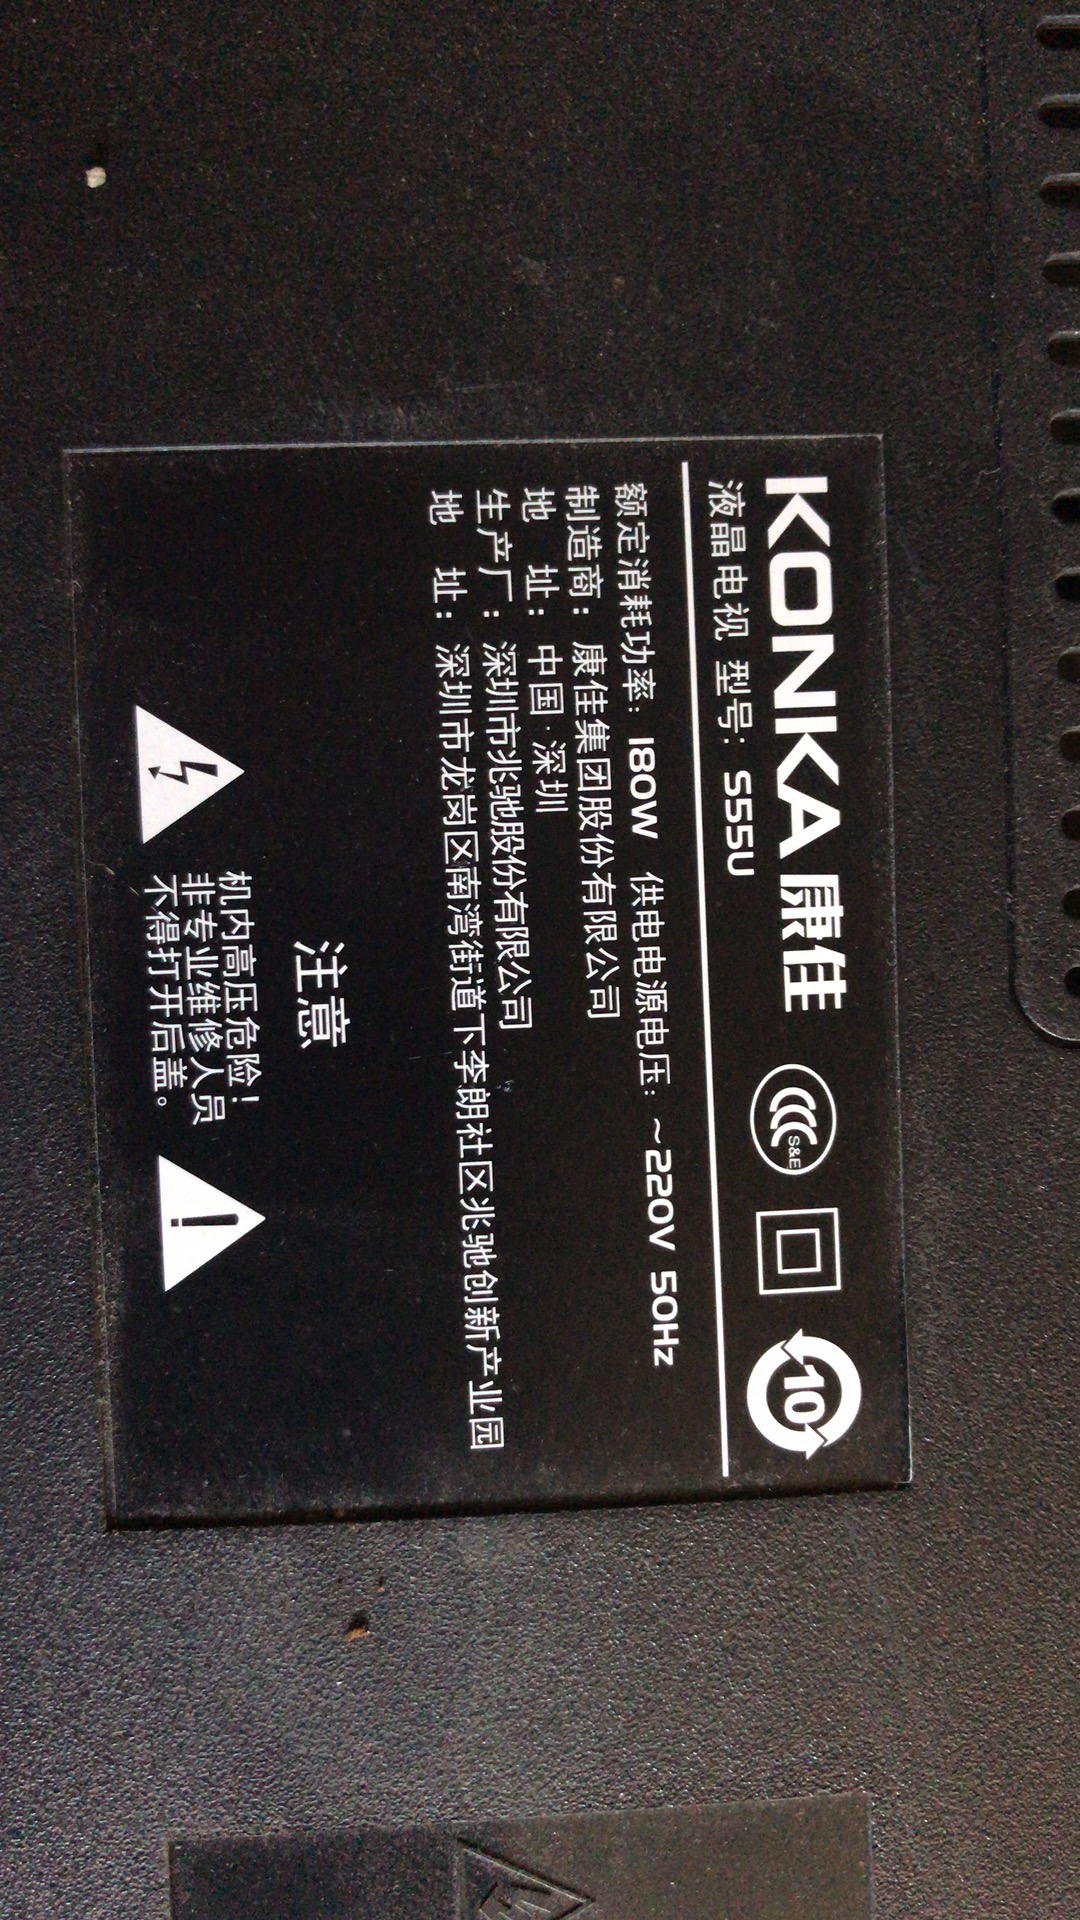 KONKA 康佳 S&E 10
液晶电视 型号: S55U
额定消耗功率: 180W 供电电源电压: ~220V 50Hz
制造商: 康佳集团股份有限公司
地 址: 中国·深圳
生产厂: 深圳市兆驰股份有限公司
地 址: 深圳市龙岗区南湾街道下李朗社区兆驰创新产业园
注意
机内高压危险!
非专业维修人员
不得打开后盖。